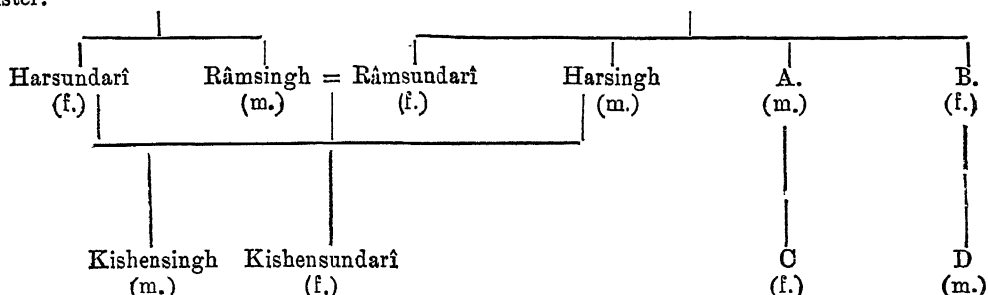 ister.
Harsundarî Râmsingh = Râmsundarî Harsingh A. B.
(f.) (m.) (f.) (m.) (m.) (f.)
Kishensingh Kishensundarî C D
(m.) (f.) (f.) (m.)